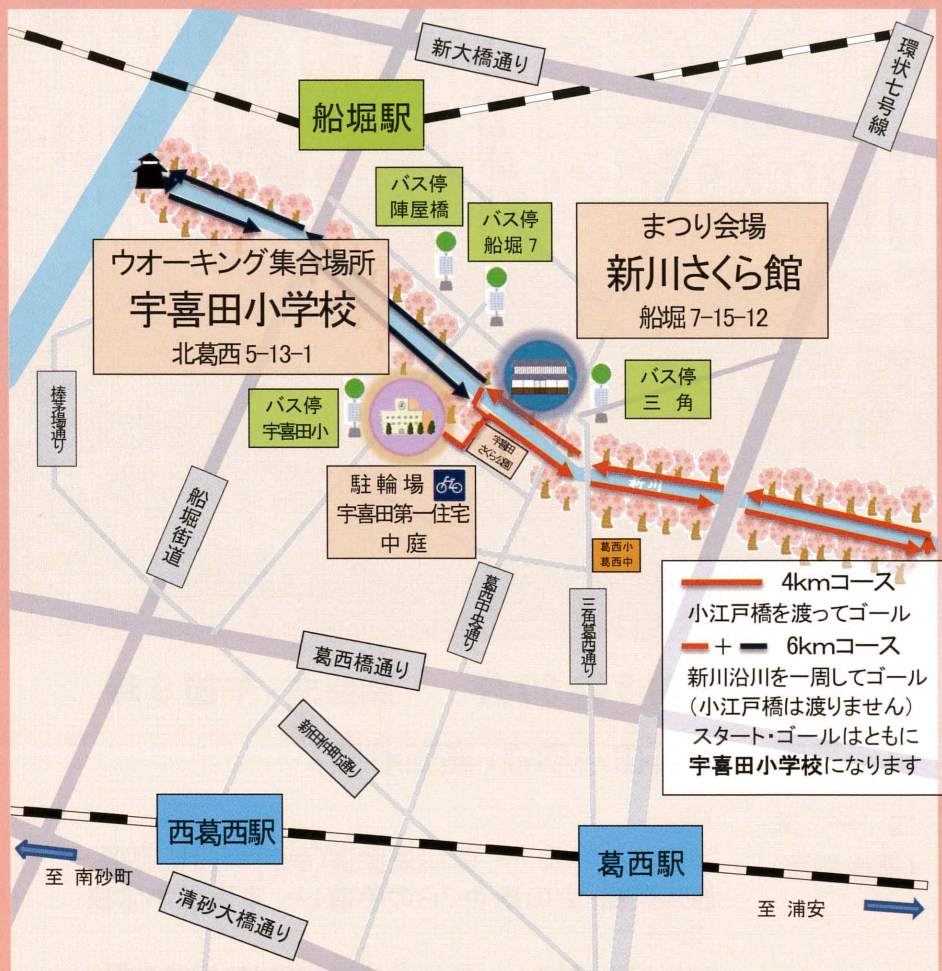 新大橋通り
環状七号線
船堀駅
バス停
陣屋橋
バス停
船堀7
ウオーキング集合場所
宇喜田小学校
北葛西5-13-1
まつり会場
新川さくら館
船堀7-15-12
棒茅場通り
バス停
宇喜田小
バス停
三角
宇喜田
さくら公園
新川
駐輪場
宇喜田第一住宅
中庭
船堀街道
葛西小
葛西中
葛西中央通り
三角葛西通り
4kmコース
小江戸橋を渡ってゴール
+ 6kmコース
新川沿川を一周してゴール
(小江戸橋は渡りません)
スタート・ゴールはともに
宇喜田小学校になります
葛西橋通り
新田仲町通り
西葛西駅
葛西駅
至 南砂町
清砂大橋通り
至 浦安